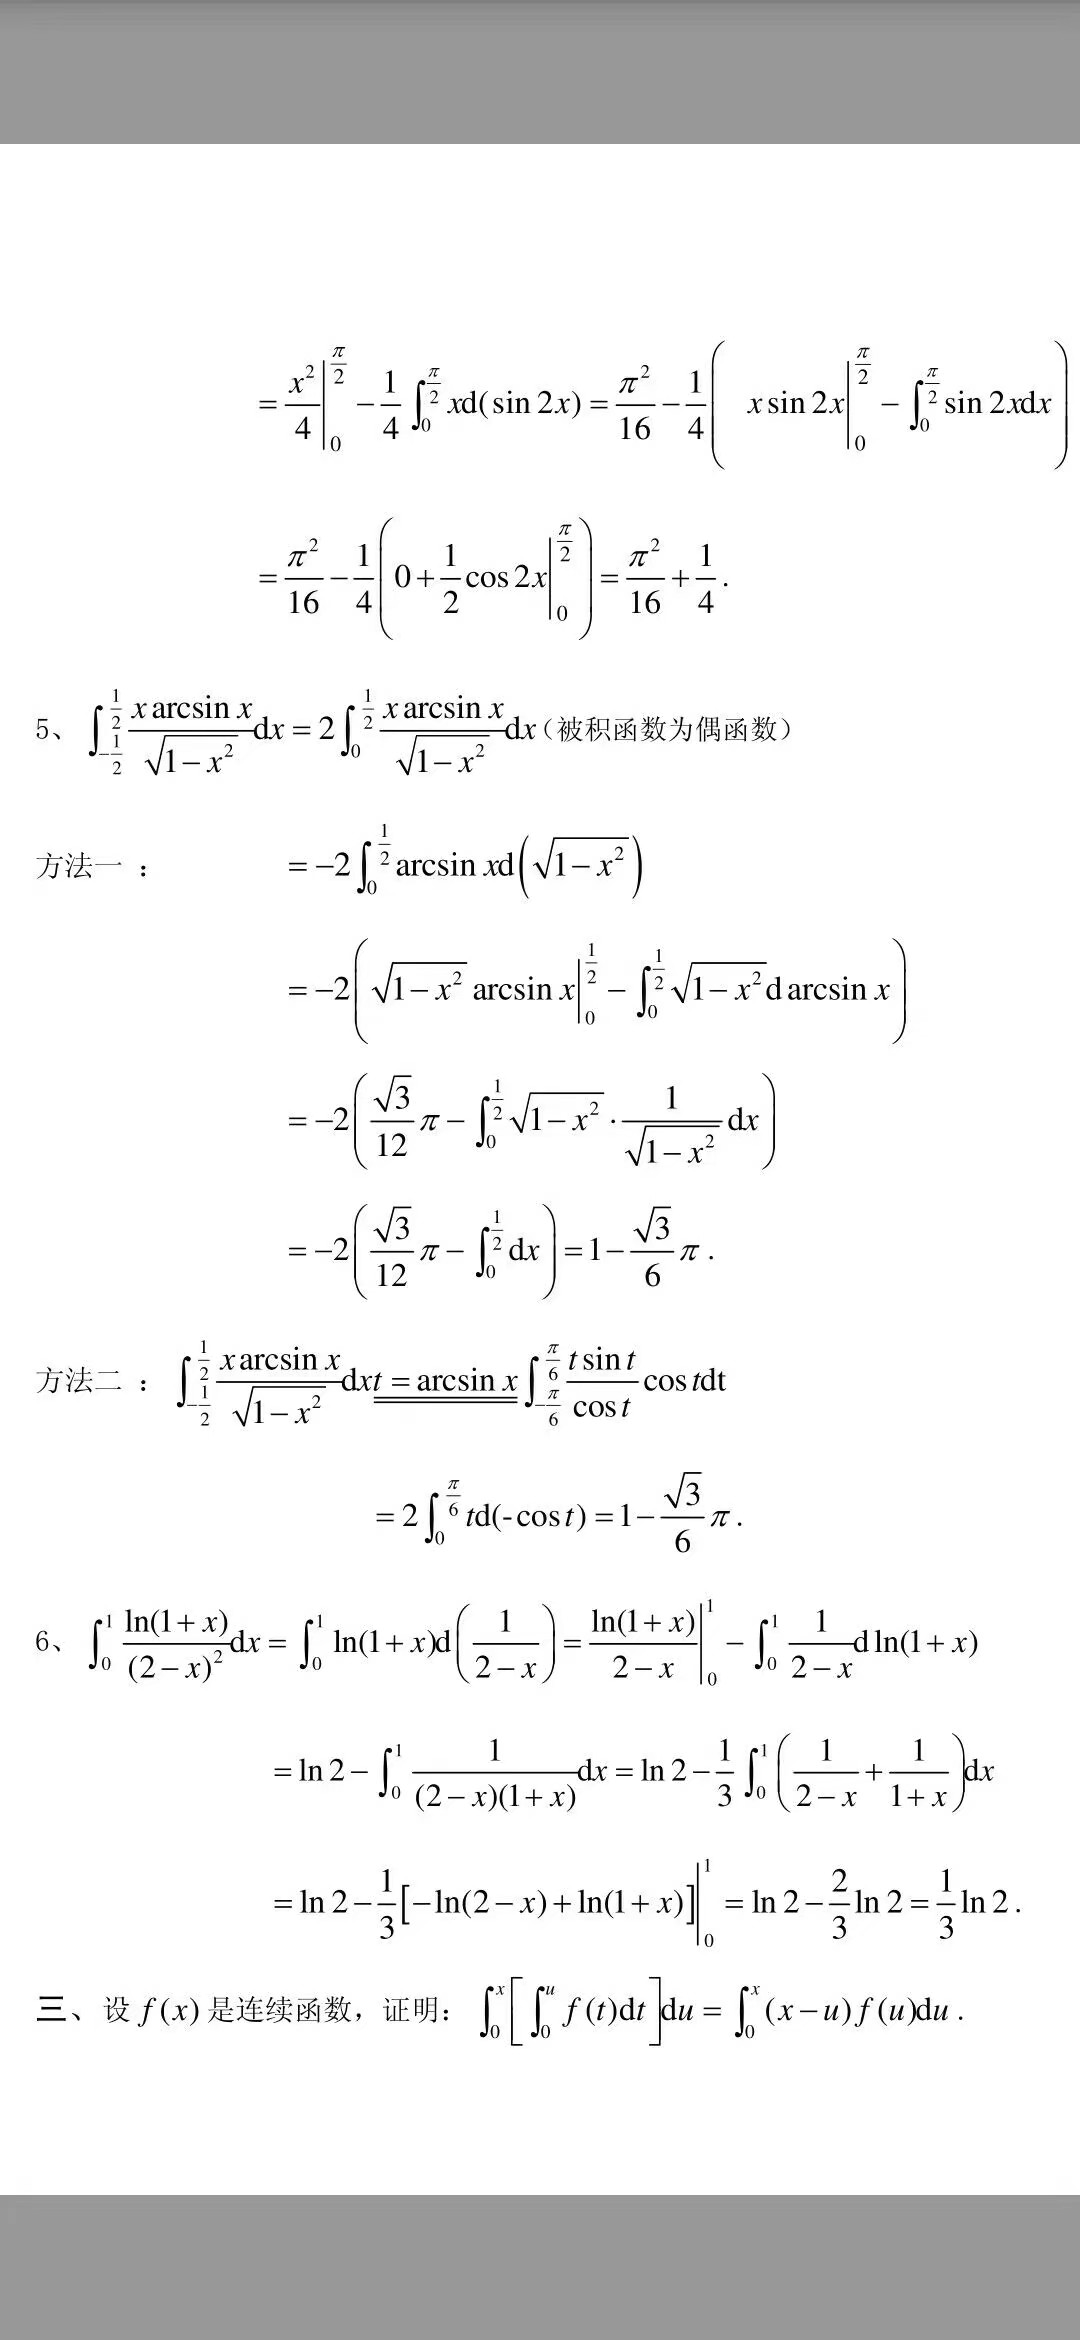 = x²/4 |₀^(π/2) − 1/4 ∫₀^(π/2) xd(sin 2x) = π²/16 − 1/4 ( x sin 2x |₀^(π/2) − ∫₀^(π/2) sin 2xdx )
= π²/16 − 1/4 ( 0 + 1/2 cos 2x |₀^(π/2) ) = π²/16 + 1/4 .
5、 ∫_(−1/2)^(1/2) (x arcsin x)/√(1−x²) dx = 2∫₀^(1/2) (x arcsin x)/√(1−x²) dx（被积函数为偶函数）
方法一 ： = −2∫₀^(1/2) arcsin xd(√(1−x²))
= −2( √(1−x²) arcsin x |₀^(1/2) − ∫₀^(1/2) √(1−x²) d arcsin x )
= −2( √3/12 π − ∫₀^(1/2) √(1−x²) · 1/√(1−x²) dx )
= −2( √3/12 π − ∫₀^(1/2) dx ) = 1 − √3/6 π .
方法二 ： ∫_(−1/2)^(1/2) (x arcsin x)/√(1−x²) dx t = arcsin x ∫_(−π/6)^(π/6) (t sin t)/(cos t) cos tdt
= 2∫₀^(π/6) td(-cos t) = 1 − √3/6 π .
6、 ∫₀¹ ln(1+x)/(2−x)² dx = ∫₀¹ ln(1+x)d( 1/(2−x) ) = ln(1+x)/(2−x) |₀¹ − ∫₀¹ 1/(2−x) d ln(1+x)
= ln 2 − ∫₀¹ 1/((2−x)(1+x)) dx = ln 2 − 1/3 ∫₀¹ ( 1/(2−x) + 1/(1+x) )dx
= ln 2 − 1/3 [−ln(2−x) + ln(1+x)] |₀¹ = ln 2 − 2/3 ln 2 = 1/3 ln 2 .
三、设 f(x) 是连续函数，证明： ∫₀ˣ [ ∫₀ᵘ f(t)dt ]du = ∫₀ˣ (x−u)f(u)du .